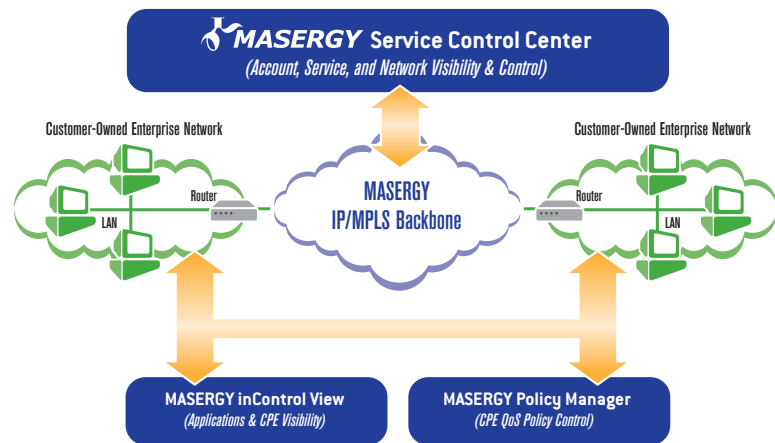 MASERGY Service Control Center
(Account, Service, and Network Visibility & Control)
Customer-Owned Enterprise Network
Customer-Owned Enterprise Network
MASERGY
IP/MPLS Backbone
Router
LAN
Router
LAN
MASERGY inControl View
(Applications & CPE Visibility)
MASERGY Policy Manager
(CPE QoS Policy Control)